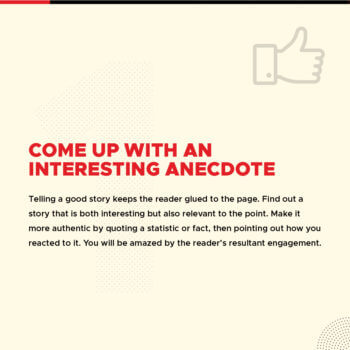 COME UP WITH AN
INTERESTING ANECDOTE
Telling a good story keeps the reader glued to the page. Find out a
story that is both interesting but also relevant to the point. Make it
more authentic by quoting a statistic or fact, then pointing out how you
reacted to it. You will be amazed by the reader's resultant engagement.